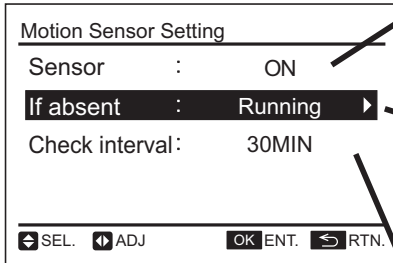 Motion Sensor Setting
Sensor : ON
If absent : Running
Check interval: 30MIN
SEL. ADJ OK ENT. RTN.